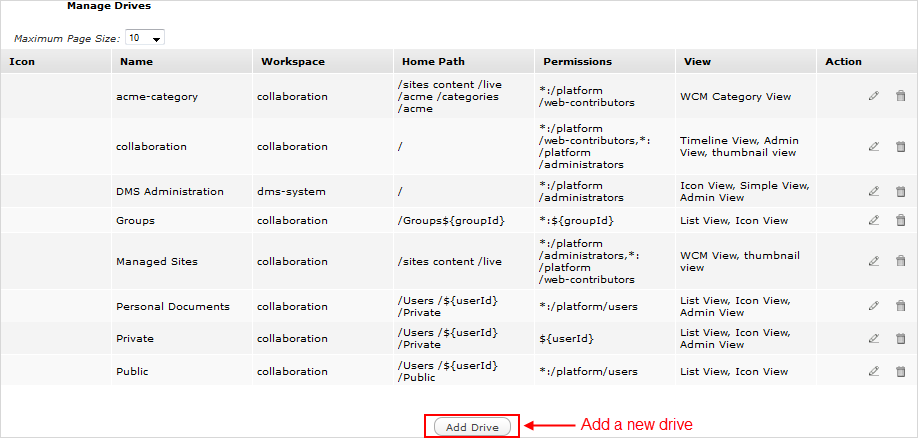 Manage Drives
Maximum Page Size: 10
Icon Name Workspace Home Path Permissions View Action
acme-category collaboration /sites content /live /acme /categories /acme *:/platform /web-contributors WCM Category View
collaboration collaboration / *:/platform /web-contributors,*: /platform /administrators Timeline View, Admin View, thumbnail view
DMS Administration dms-system / *:/platform /administrators Icon View, Simple View, Admin View
Groups collaboration /Groups${groupId} *:${groupId} List View, Icon View
Managed Sites collaboration /sites content /live *:/platform /administrators,*: /platform /web-contributors WCM View, thumbnail view
Personal Documents collaboration /Users /${userId} /Private *:/platform/users List View, Icon View, Admin View
Private collaboration /Users /${userId} /Private ${userId} List View, Icon View, Admin View
Public collaboration /Users /${userId} /Public *:/platform/users List View, Icon View
Add Drive Add a new drive